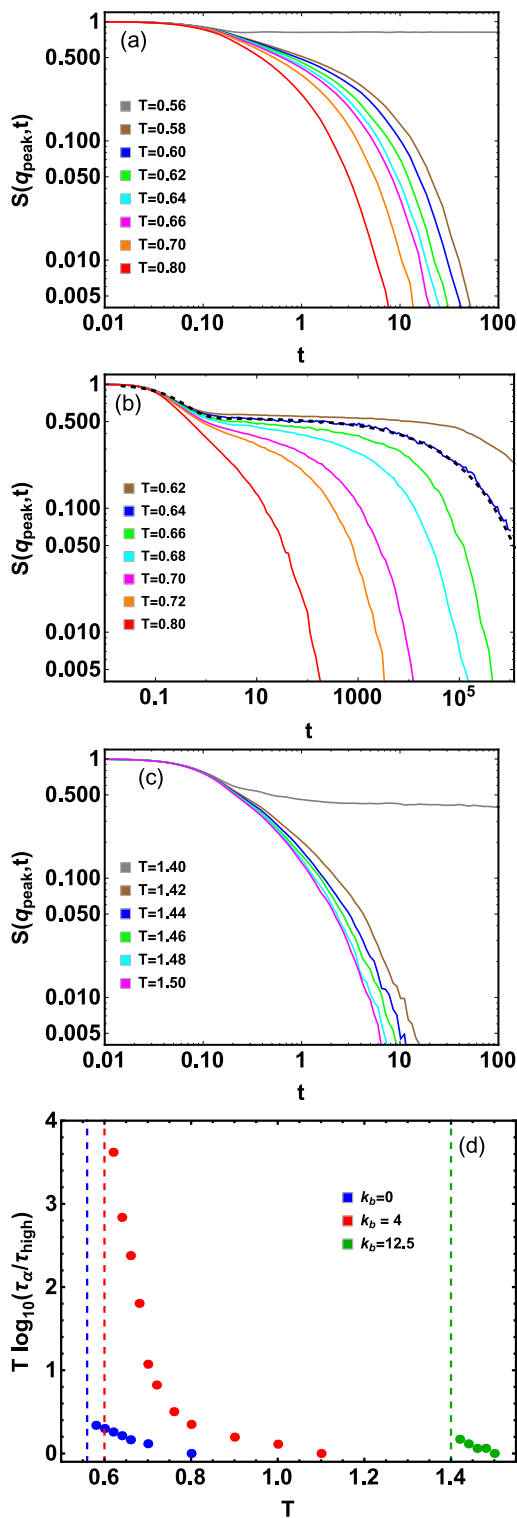 (a)
S(q_peak,t)
1
0.500
0.100
0.050
0.010
0.005
T=0.56
T=0.58
T=0.60
T=0.62
T=0.64
T=0.66
T=0.70
T=0.80
0.01 0.10 1 10 100
t
(b)
S(q_peak,t)
1
0.500
0.100
0.050
0.010
0.005
T=0.62
T=0.64
T=0.66
T=0.68
T=0.70
T=0.72
T=0.80
0.1 10 1000 10⁵
t
(c)
S(q_peak,t)
1
0.500
0.100
0.050
0.010
0.005
T=1.40
T=1.42
T=1.44
T=1.46
T=1.48
T=1.50
0.01 0.10 1 10 100
t
(d)
T log₁₀(τ_α/τ_high)
4
3
2
1
0
k_b=0
k_b = 4
k_b=12.5
0.6 0.8 1.0 1.2 1.4
T